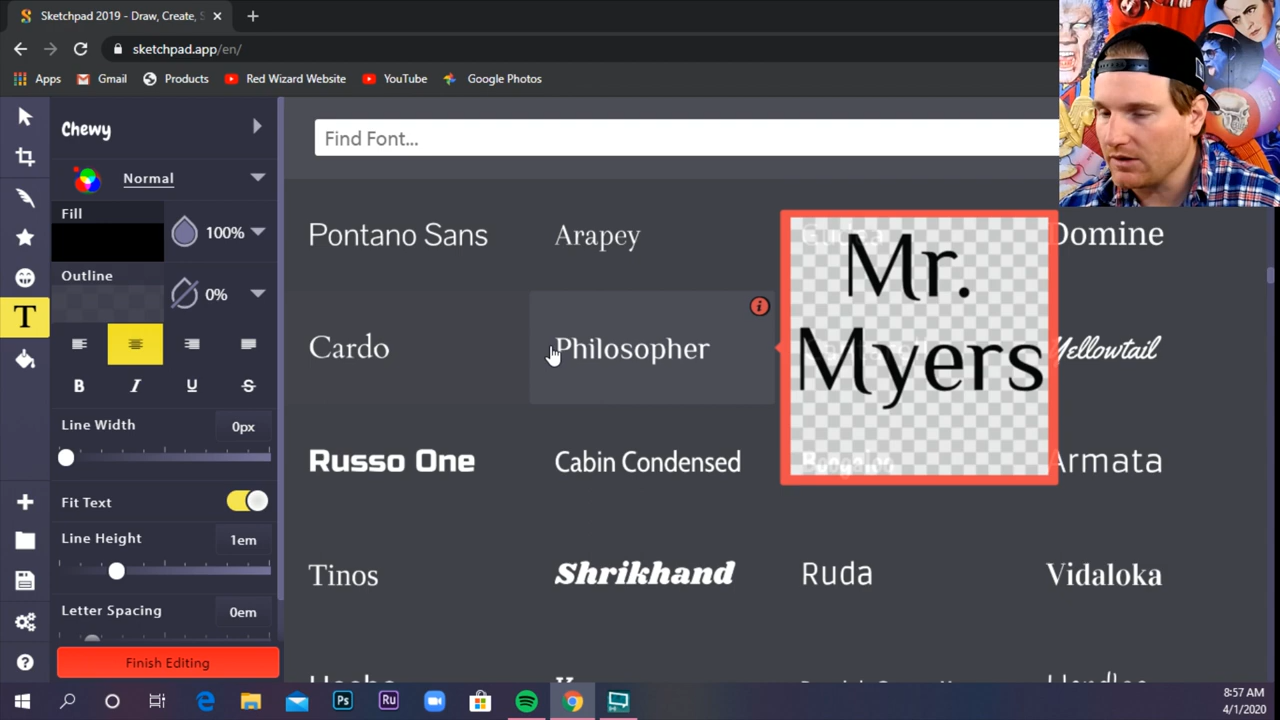 Sketchpad 2019 - Draw, Create, S
sketchpad.app/en/
Apps
Gmail
Products
Red Wizard Website
YouTube
Google Photos
Chewy
Normal
Fill
100%
Outline
0%
B I U S
Line Width
0px
Fit Text
Line Height
1em
Letter Spacing
0em
Finish Editing
Find Font...
Pontano Sans
Arapey
Domine
Cardo
Philosopher
Yellowtail
Mr.
Myers
Russo One
Cabin Condensed
Boogaloo
Armata
Tinos
Shrikhand
Ruda
Vidaloka
T
Ps
Ru
8:57 AM
4/1/2020